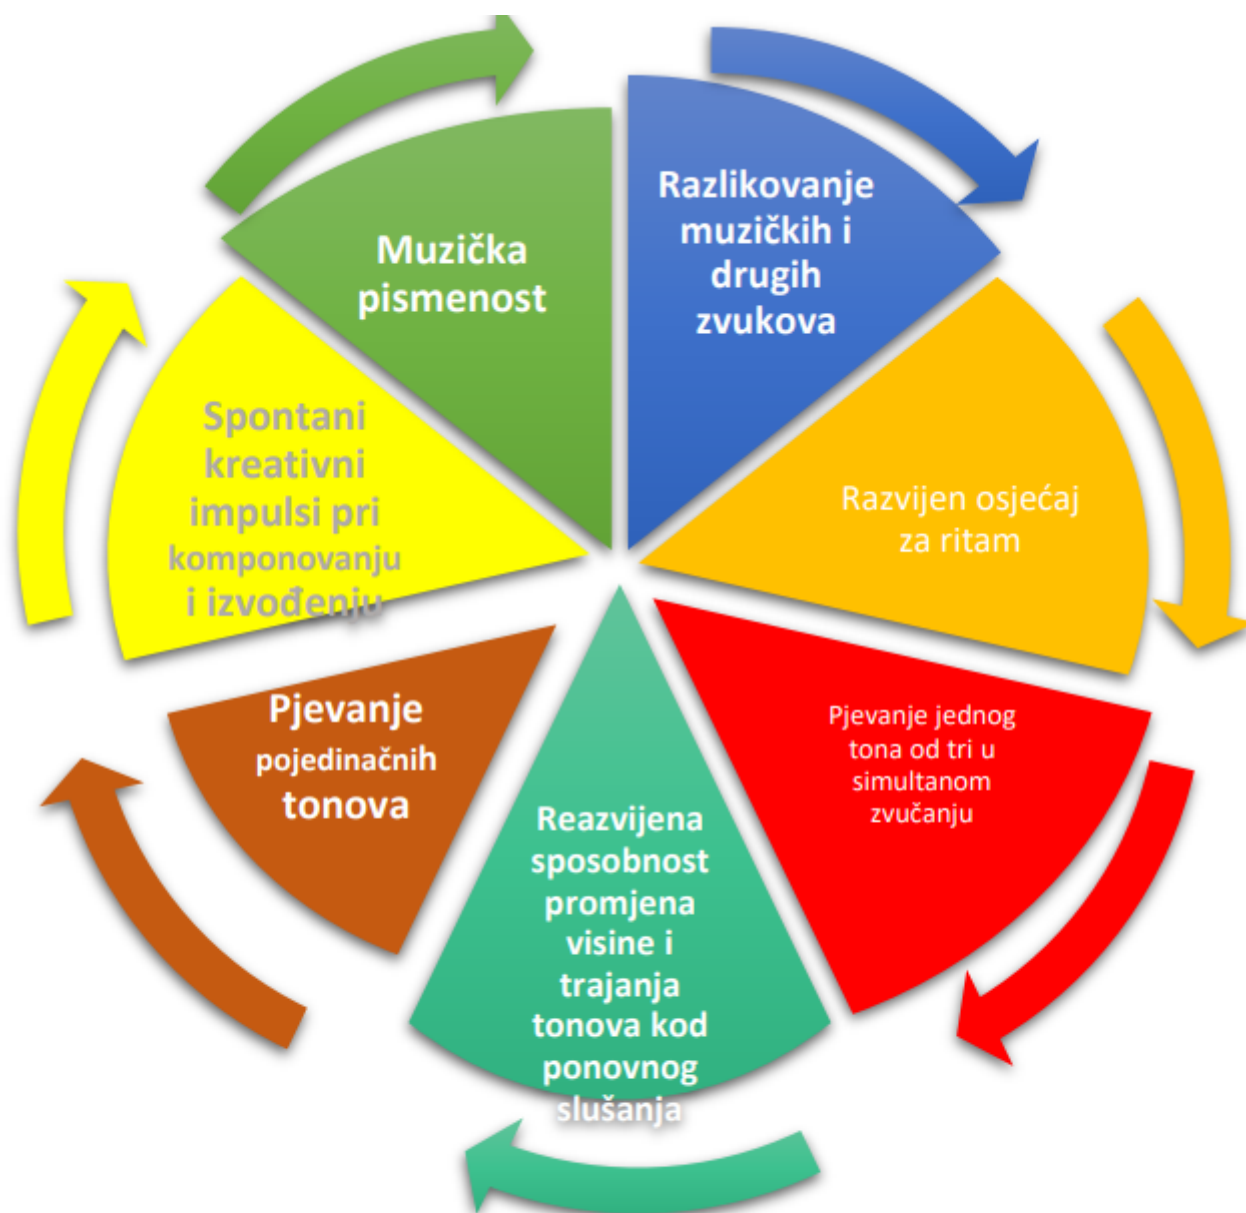 Razlikovanje
muzičkih i
drugih
zvukova
Razvijen osjećaj
za ritam
Pjevanje jednog
tona od tri u
simultanom
zvučanju
Reazvijena
sposobnost
promjena
visine i
trajanja
tonova kod
ponovnog
slušanja
Pjevanje
pojedinačnih
tonova
Spontani
kreativni
impulsi pri
komponovanju
i izvođenju
Muzička
pismenost